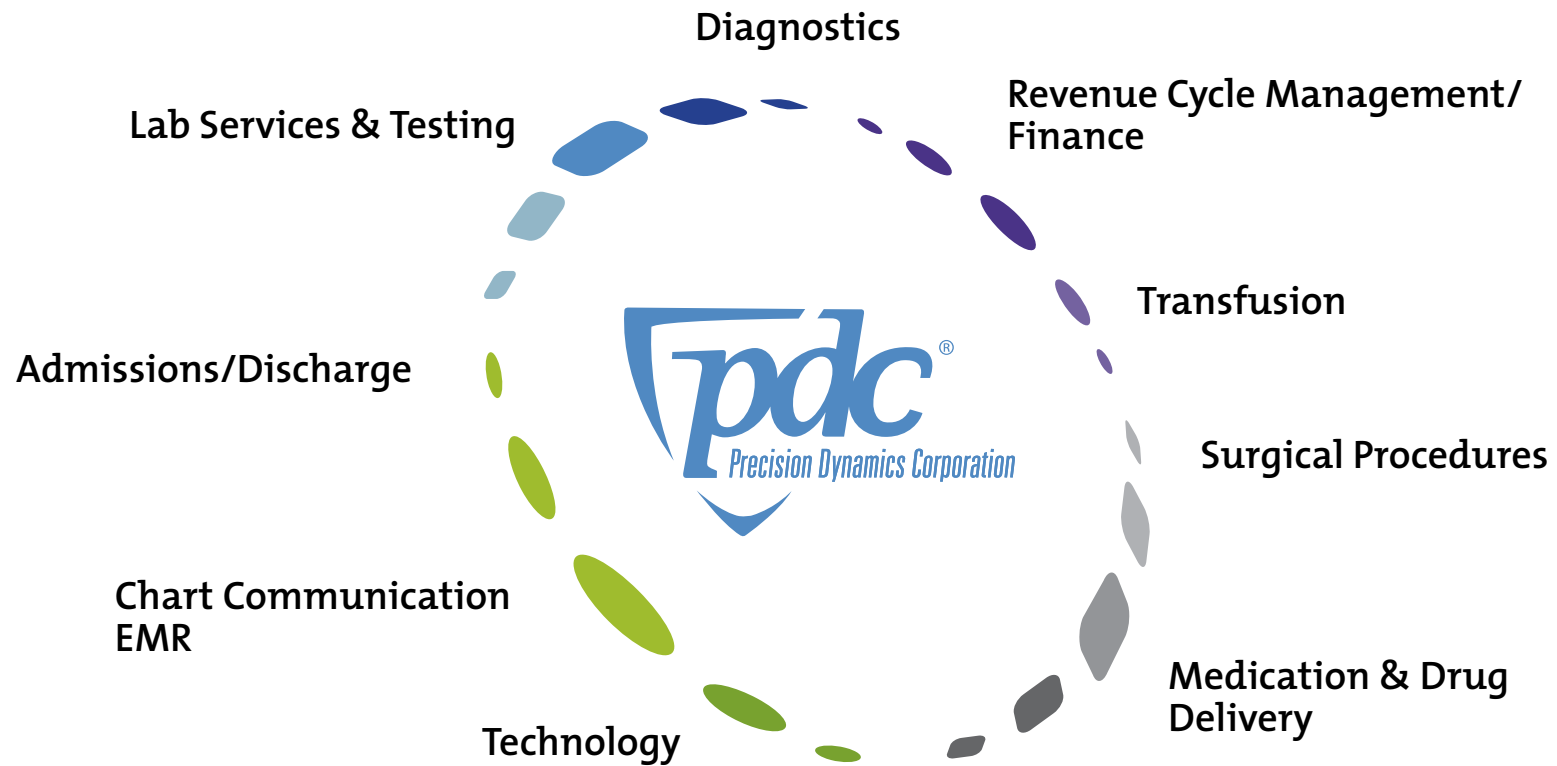 Diagnostics
Revenue Cycle Management/
Finance
Lab Services & Testing
Transfusion
pdc®
Admissions/Discharge
Surgical Procedures
Precision Dynamics Corporation
Chart Communication
EMR
Medication & Drug
Delivery
Technology